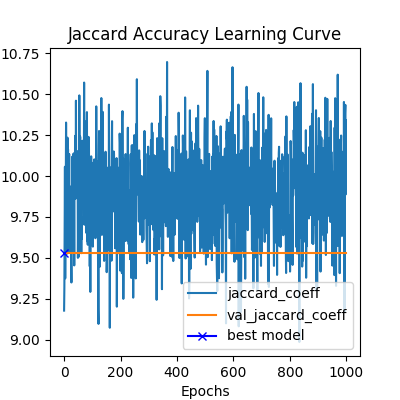 Jaccard Accuracy Learning Curve
10.75
10.50
10.25
10.00
9.75
9.50
9.25
9.00
jaccard_coeff
val_jaccard_coeff
best model
0 200 400 600 800 1000
Epochs